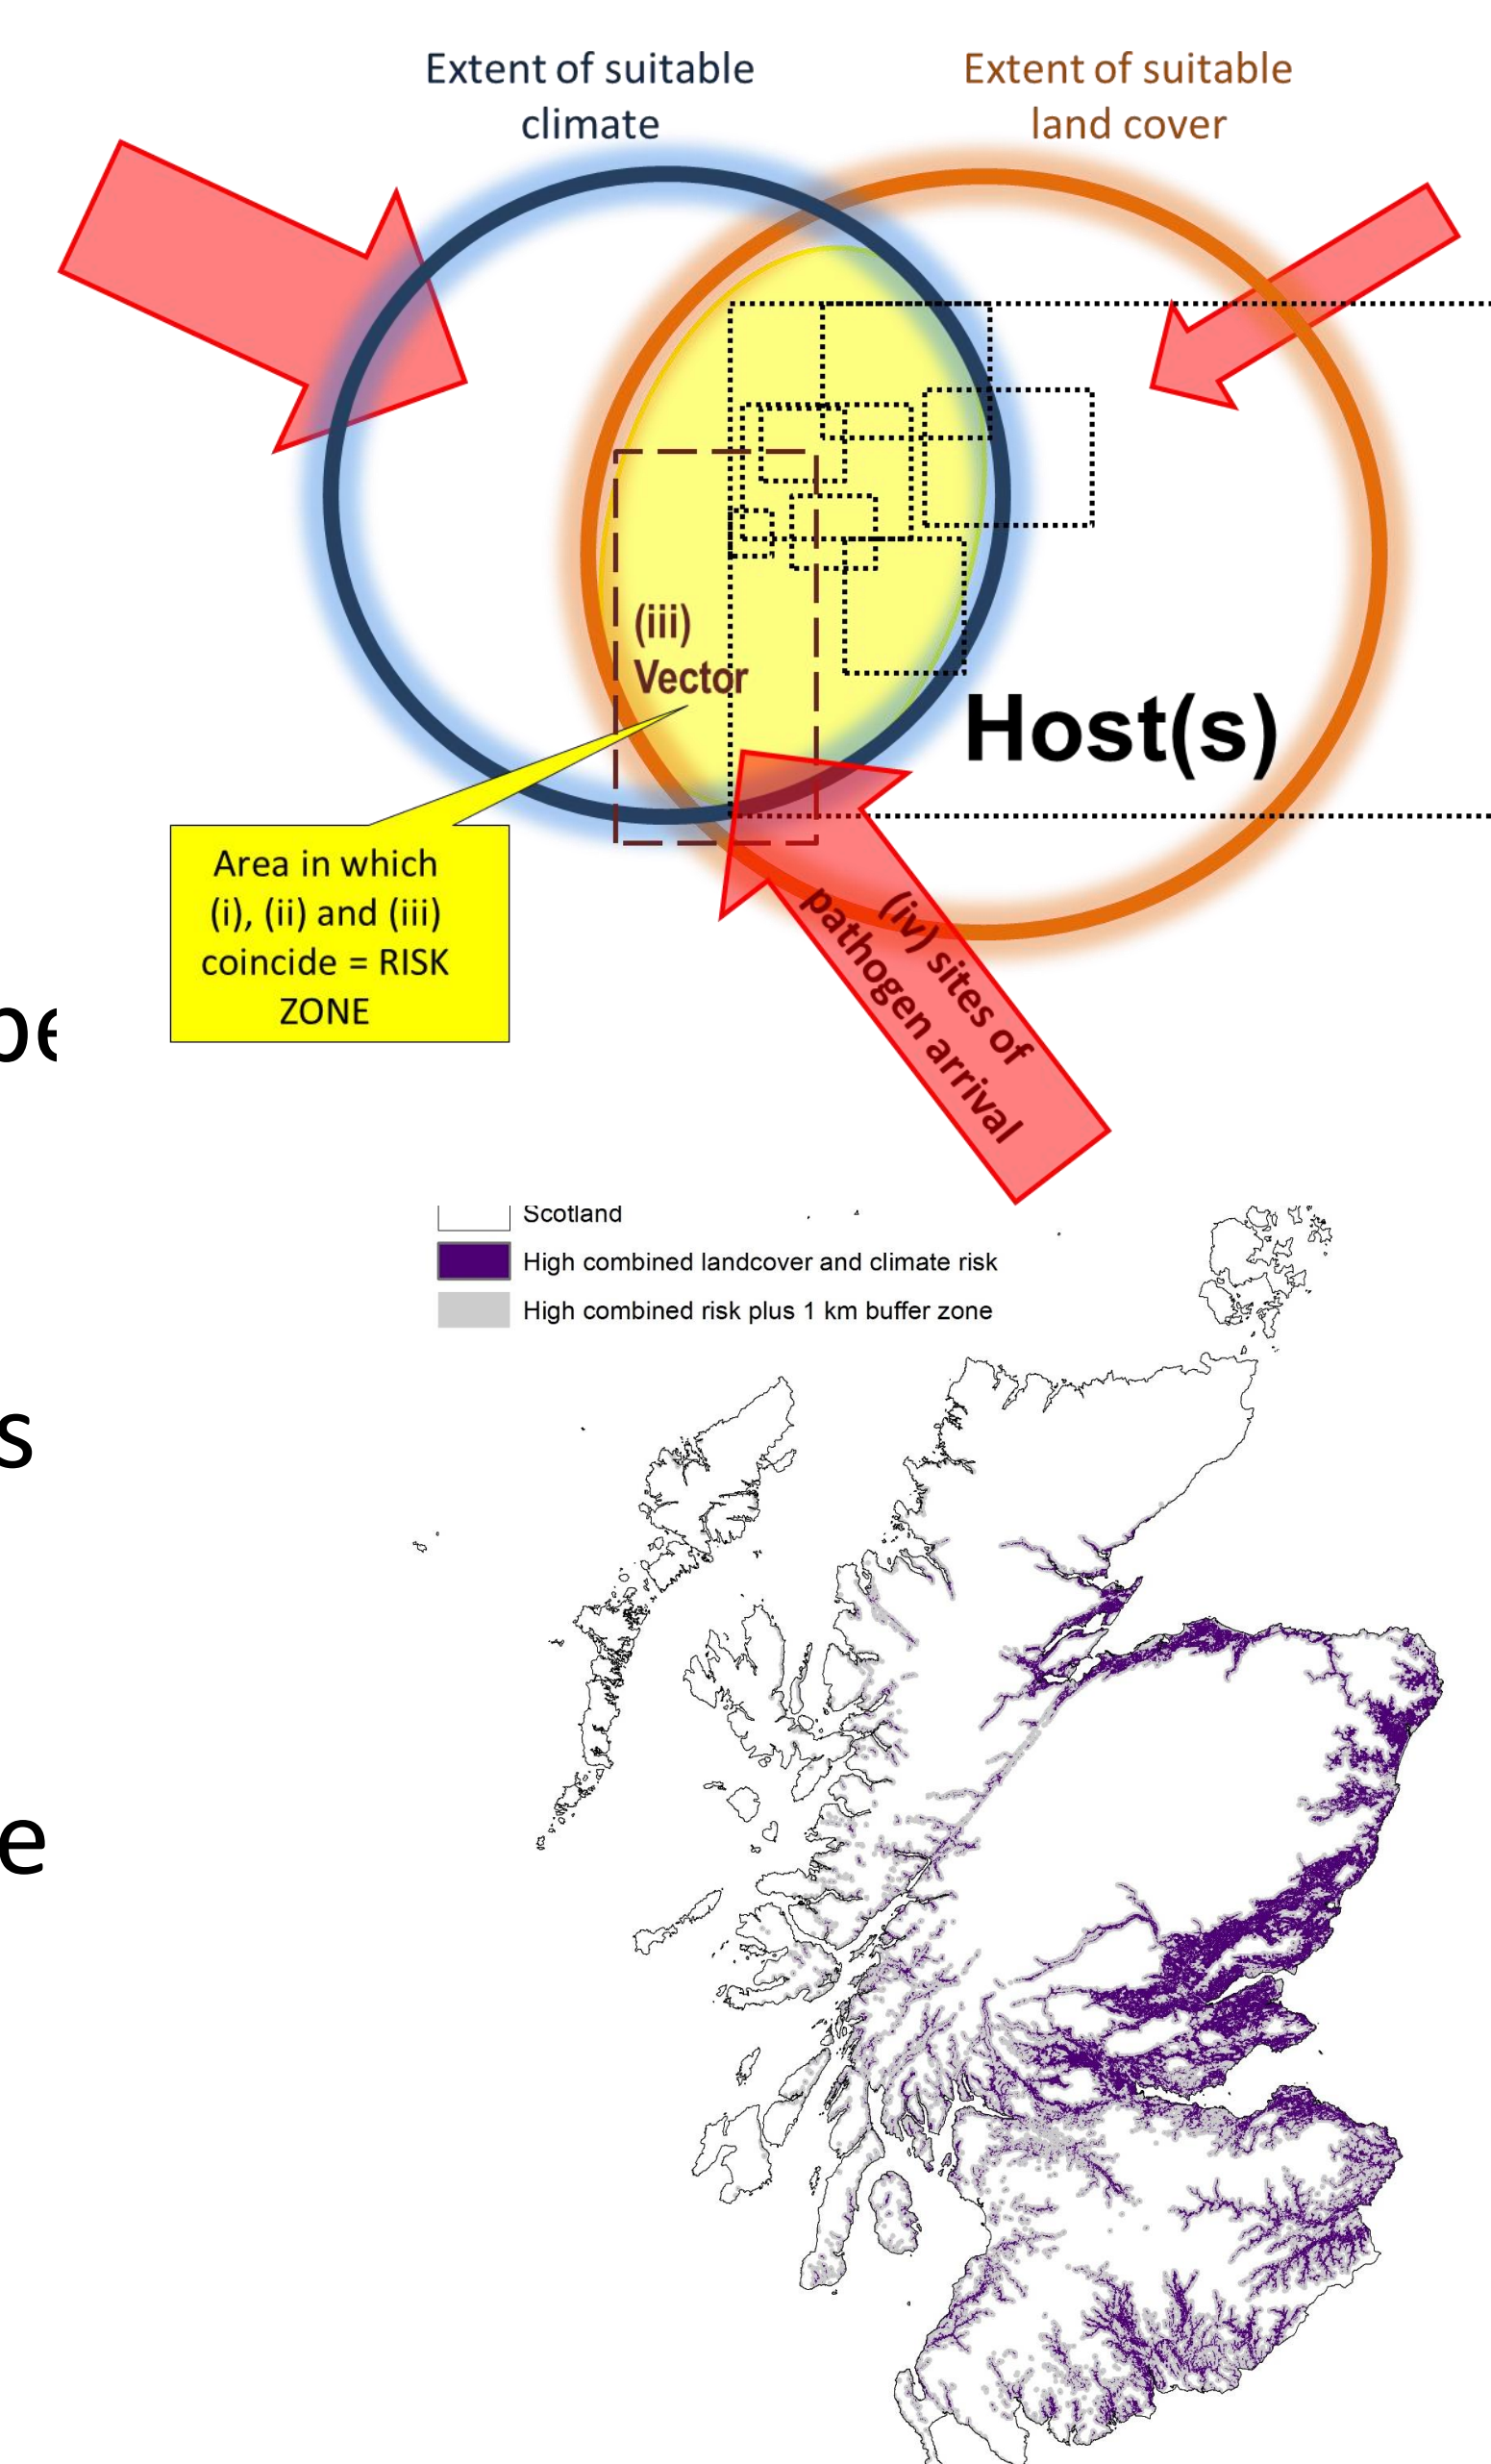 Extent of suitable
climate
Extent of suitable
land cover
(iii)
Vector
Host(s)
Area in which
(i), (ii) and (iii)
coincide = RISK
ZONE
(iv) sites of
pathogen arrival
be
s
e
Scotland
High combined landcover and climate risk
High combined risk plus 1 km buffer zone